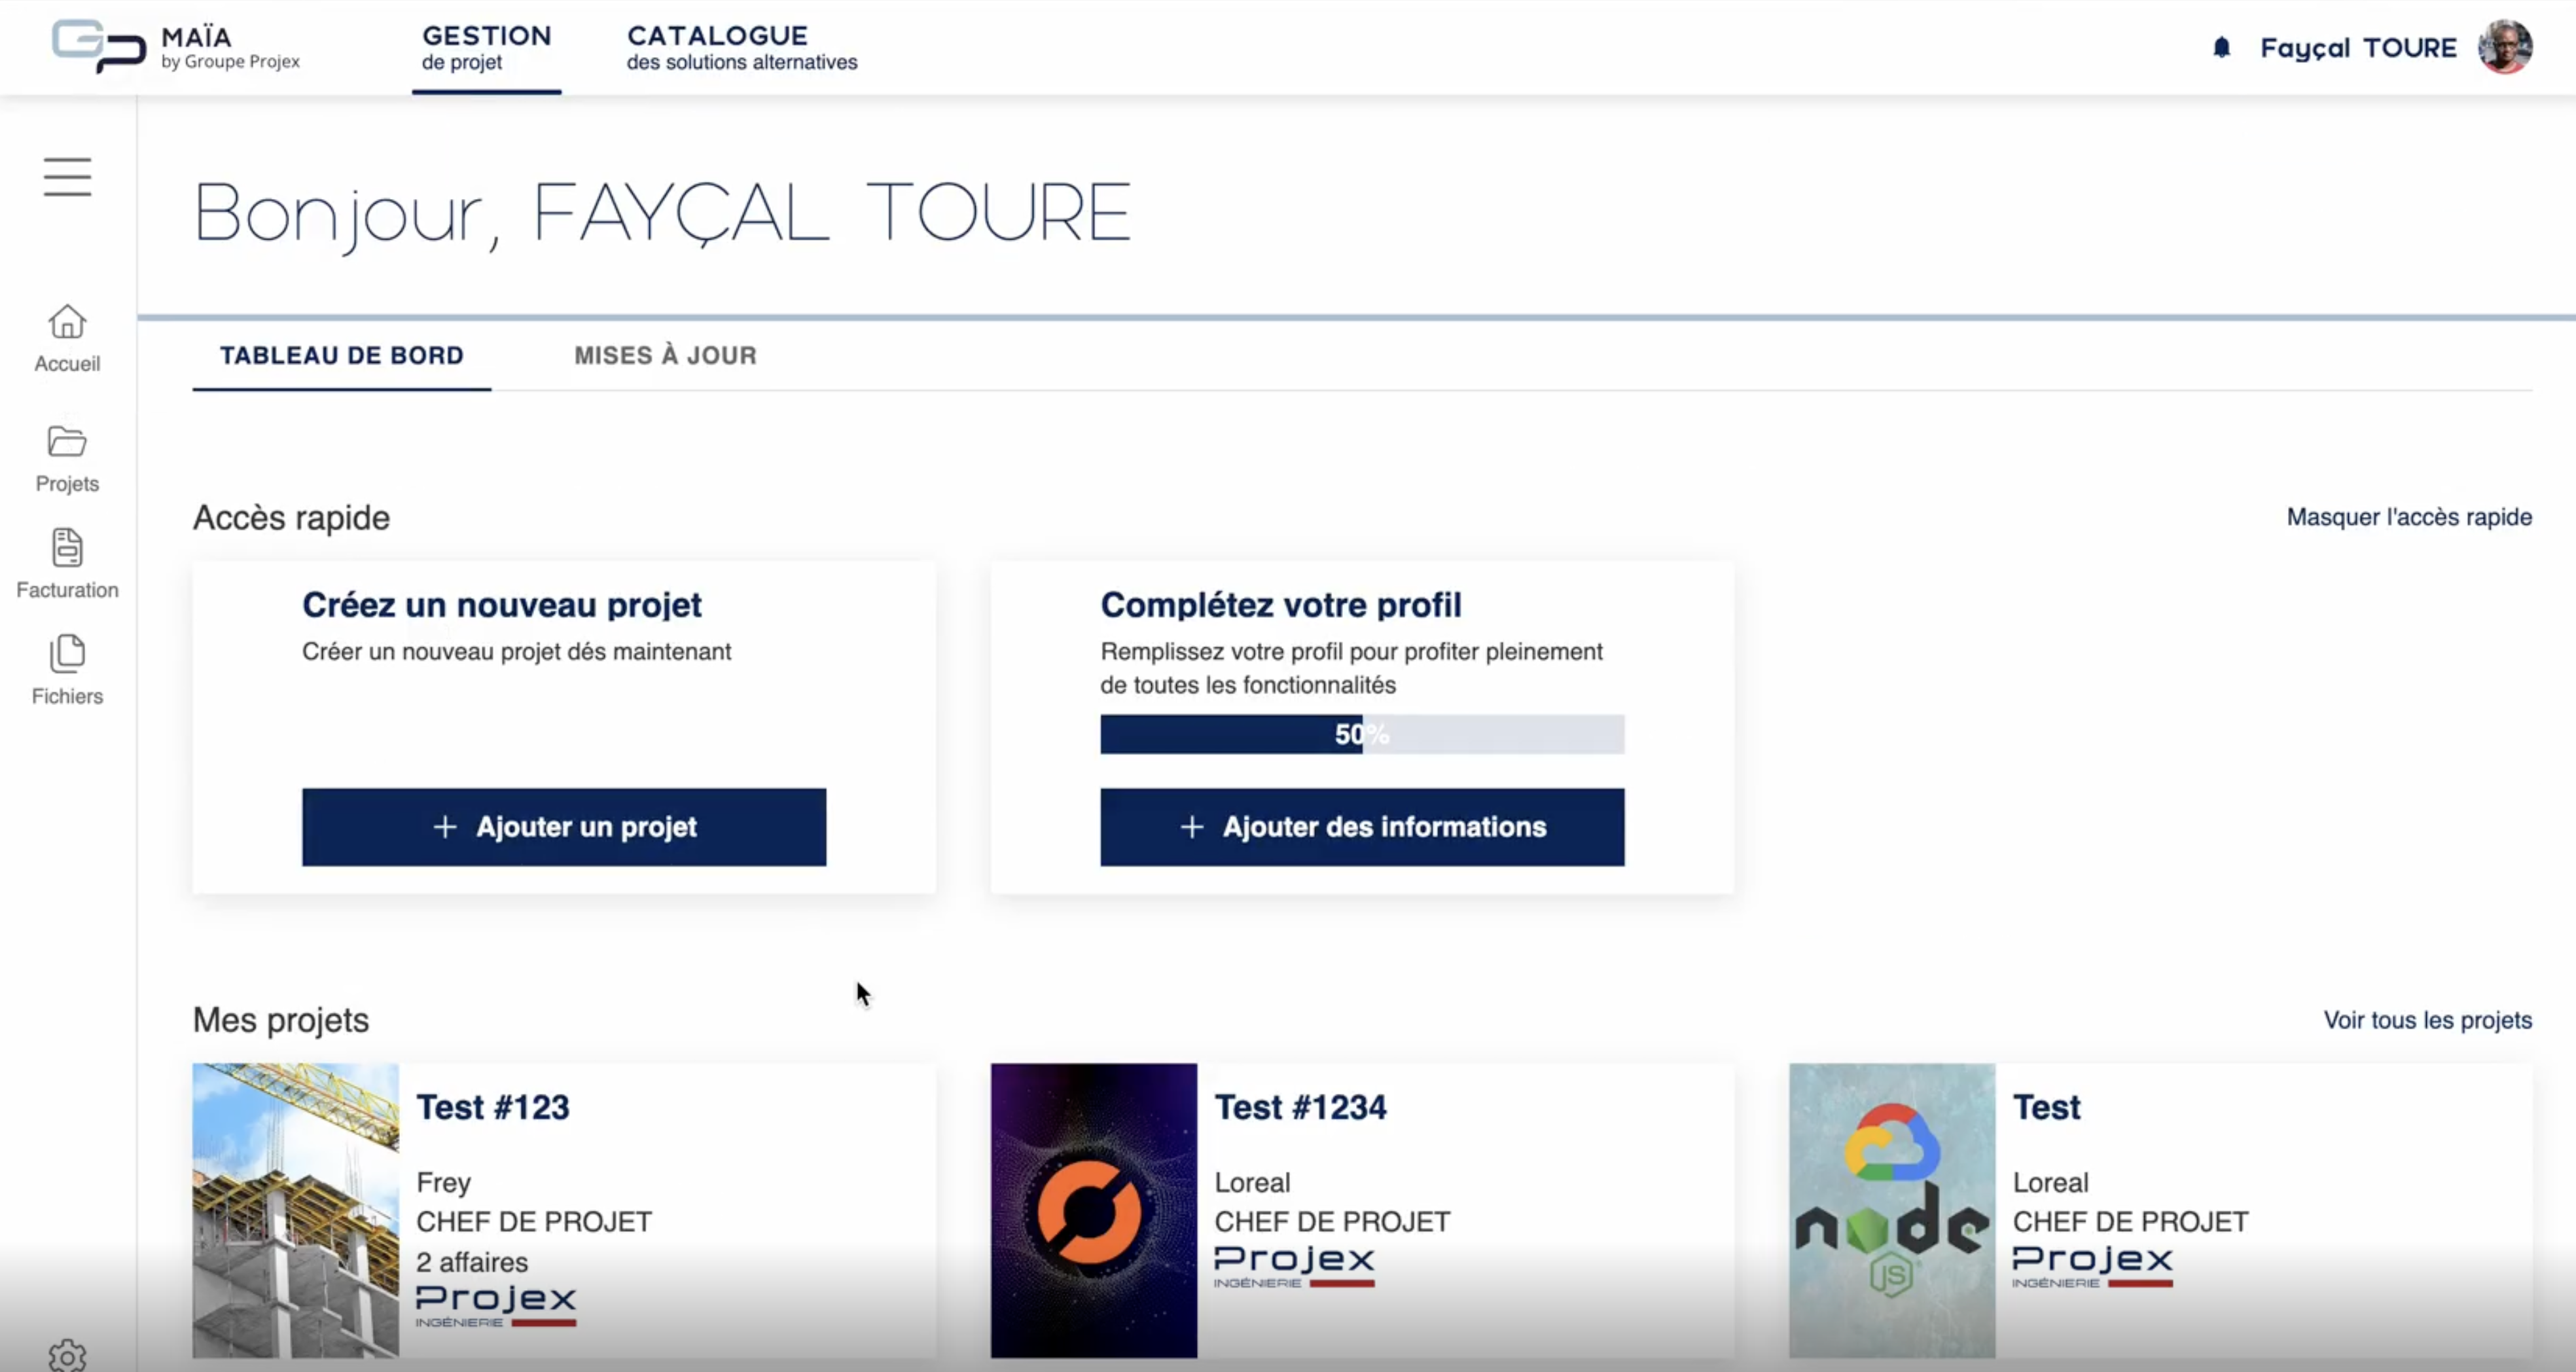 MAÏA
by Groupe Projex
GESTION
de projet
CATALOGUE
des solutions alternatives
Fayçal TOURE
Bonjour, FAYÇAL TOURE
Accueil
Projets
Facturation
Fichiers
TABLEAU DE BORD
MISES À JOUR
Accès rapide
Masquer l'accès rapide
Créez un nouveau projet
Créer un nouveau projet dés maintenant
+ Ajouter un projet
Complétez votre profil
Remplissez votre profil pour profiter pleinement
de toutes les fonctionnalités
50%
+ Ajouter des informations
Mes projets
Voir tous les projets
Test #123
Frey
CHEF DE PROJET
2 affaires
Projex
INGÉNIERIE
Test #1234
Loreal
CHEF DE PROJET
Projex
INGÉNIERIE
node
JS
Test
Loreal
CHEF DE PROJET
Projex
INGÉNIERIE